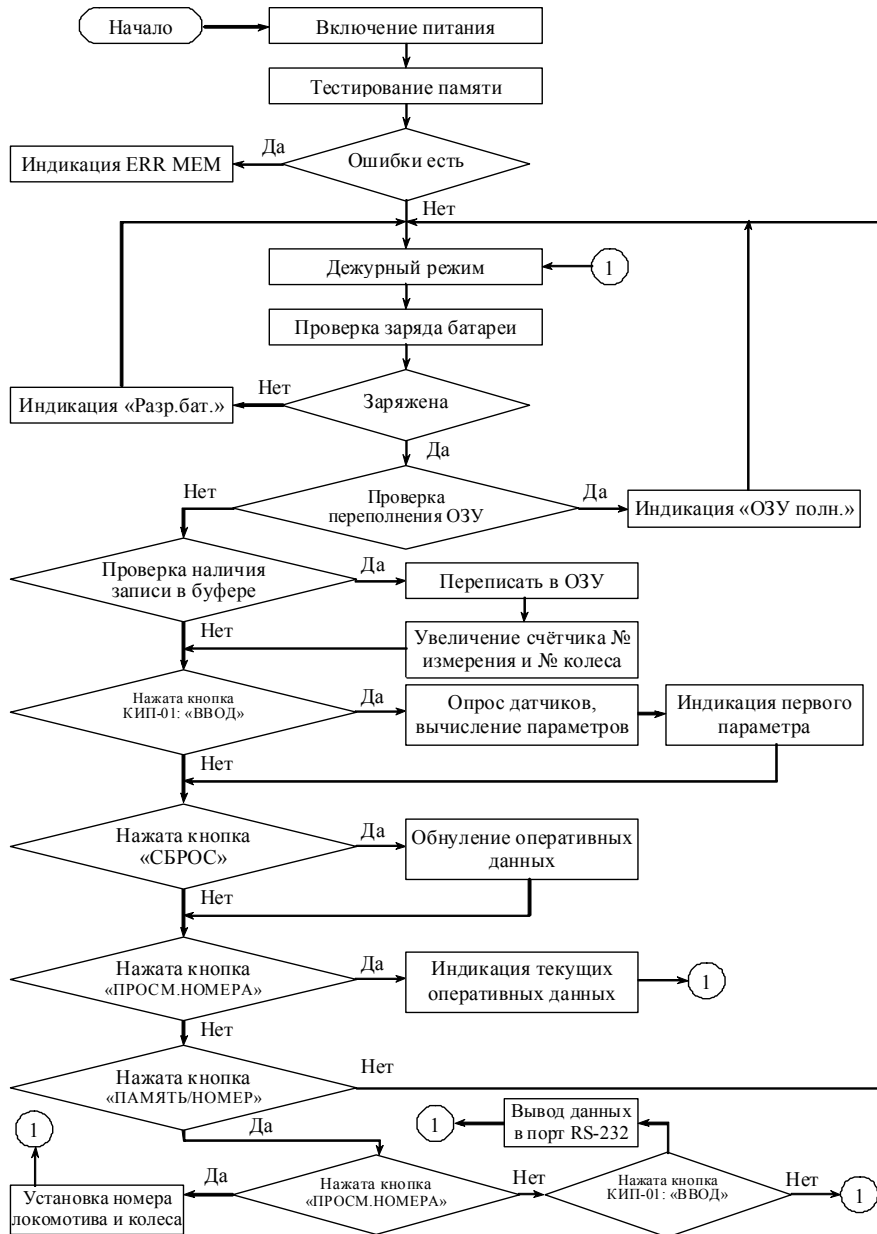 Начало
Включение питания
Тестирование памяти
Ошибки есть
Да
Индикация ERR MEM
Нет
Дежурный режим
1
Проверка заряда батареи
Заряжена
Нет
Индикация «Разр.бат.»
Да
Проверка
переполнения ОЗУ
Нет
Да
Индикация «ОЗУ полн.»
Проверка наличия
записи в буфере
Да
Переписать в ОЗУ
Увеличение счётчика №
измерения и № колеса
Нет
Нажата кнопка
КИП-01: «ВВОД»
Да
Опрос датчиков,
вычисление параметров
Индикация первого
параметра
Нет
Нажата кнопка
«СБРОС»
Да
Обнуление оперативных
данных
Нет
Нажата кнопка
«ПРОСМ.НОМЕРА»
Да
Индикация текущих
оперативных данных
1
Нет
Нажата кнопка
«ПАМЯТЬ/НОМЕР»
Нет
Да
Нажата кнопка
«ПРОСМ.НОМЕРА»
Да
Установка номера
локомотива и колеса
1
Нет
Нажата кнопка
КИП-01: «ВВОД»
Вывод данных
в порт RS-232
1
Нет
1